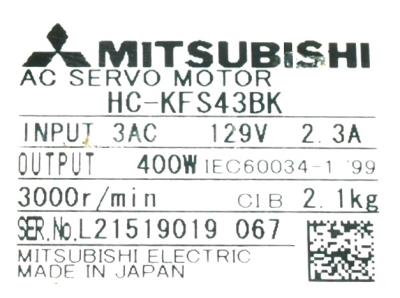 MITSUBISHI
AC SERVO MOTOR
HC-KFS43BK
INPUT 3AC 129V 2.3A
OUTPUT 400W IEC60034-1 '99
3000r/min CI B 2.1kg
SER.No.L21519019 067
MITSUBISHI ELECTRIC
MADE IN JAPAN